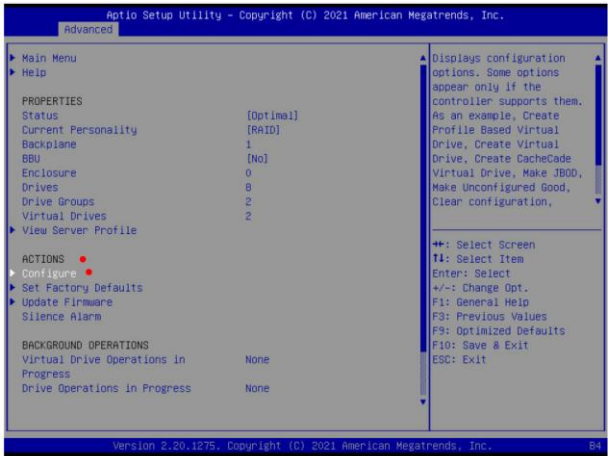 Aptio Setup Utility – Copyright (C) 2021 American Megatrends, Inc.
Advanced
Main Menu
Help
PROPERTIES
Status [Optimal]
Current Personality [RAID]
Backplane 1
BBU [No]
Enclosure 0
Drives 8
Drive Groups 2
Virtual Drives 2
View Server Profile
ACTIONS
Configure
Set Factory Defaults
Update Firmware
Silence Alarm
BACKGROUND OPERATIONS
Virtual Drive Operations in None
Progress
Drive Operations in Progress None
Displays configuration
options. Some options
appear only if the
controller supports them.
As an example, Create
Profile Based Virtual
Drive, Create Virtual
Drive, Create CacheCade
Virtual Drive, Make JBOD,
Make Unconfigured Good,
Clear configuration,
→←: Select Screen
↑↓: Select Item
Enter: Select
+/-: Change Opt.
F1: General Help
F3: Previous Values
F9: Optimized Defaults
F10: Save & Exit
ESC: Exit
Version 2.20.1275. Copyright (C) 2021 American Megatrends, Inc.
B4